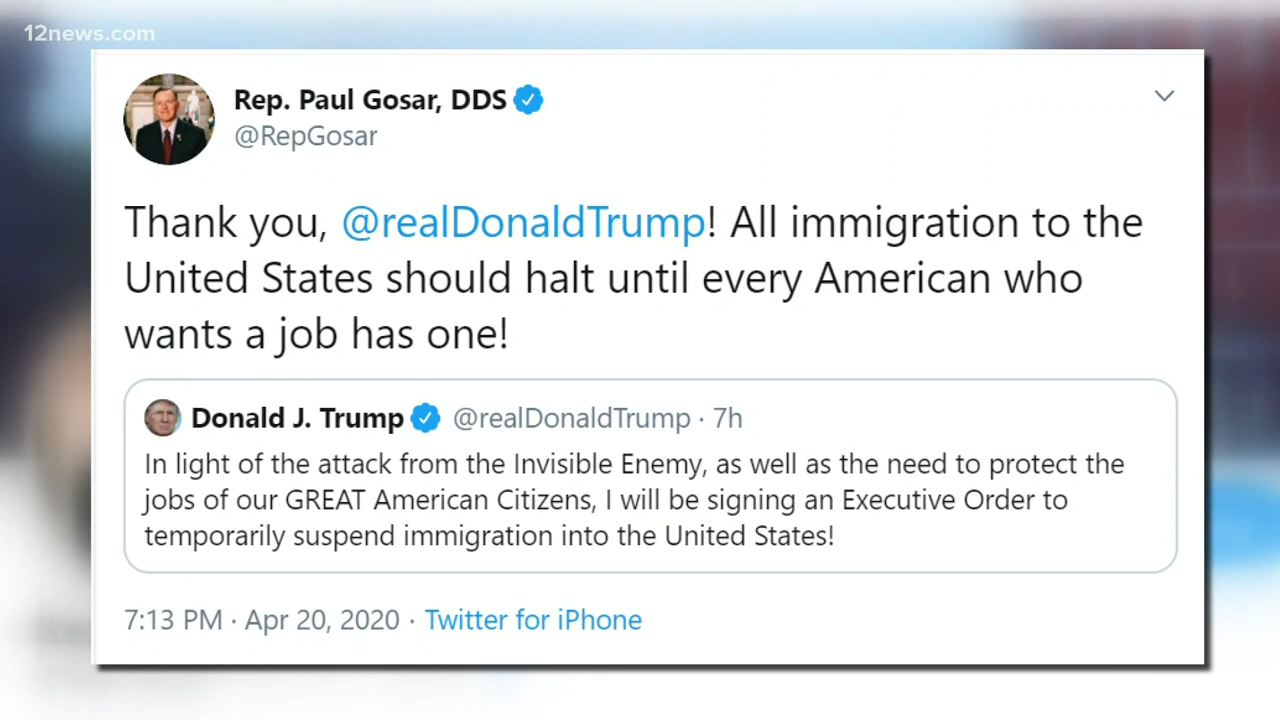 12news.com
Rep. Paul Gosar, DDS
@RepGosar
Thank you, @realDonaldTrump! All immigration to the
United States should halt until every American who
wants a job has one!
Donald J. Trump @realDonaldTrump · 7h
In light of the attack from the Invisible Enemy, as well as the need to protect the
jobs of our GREAT American Citizens, I will be signing an Executive Order to
temporarily suspend immigration into the United States!
7:13 PM · Apr 20, 2020 · Twitter for iPhone